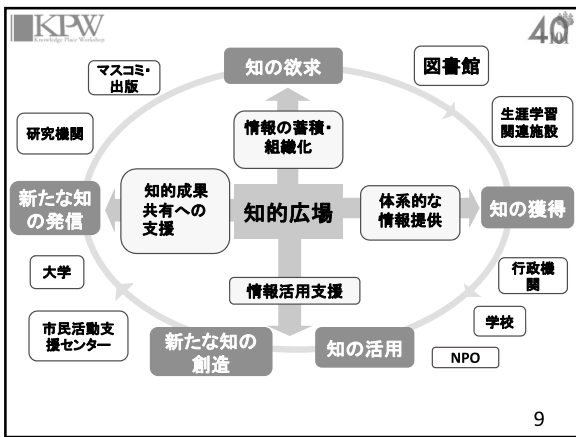 KPW
Knowledge Place Workshop
40
マスコミ・
出版
知の欲求
図書館
研究機関
情報の蓄積・
組織化
生涯学習
関連施設
新たな知
の発信
知的成果
共有への
支援
知的広場
体系的な
情報提供
知の獲得
大学
情報活用支援
行政機
関
市民活動支
援センター
新たな知の
創造
知の活用
学校
NPO
9